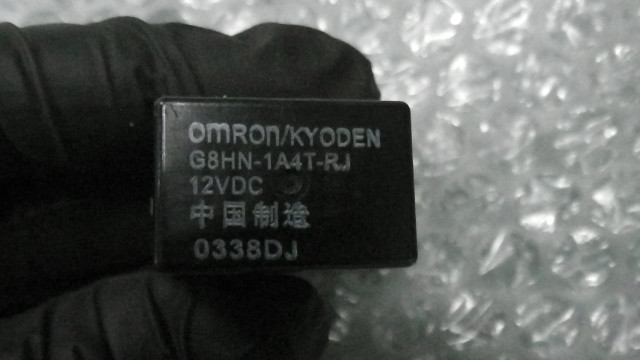 omron/KYODEN
G8HN-1A4T-RJ
12VDC
中国制造
0338DJ